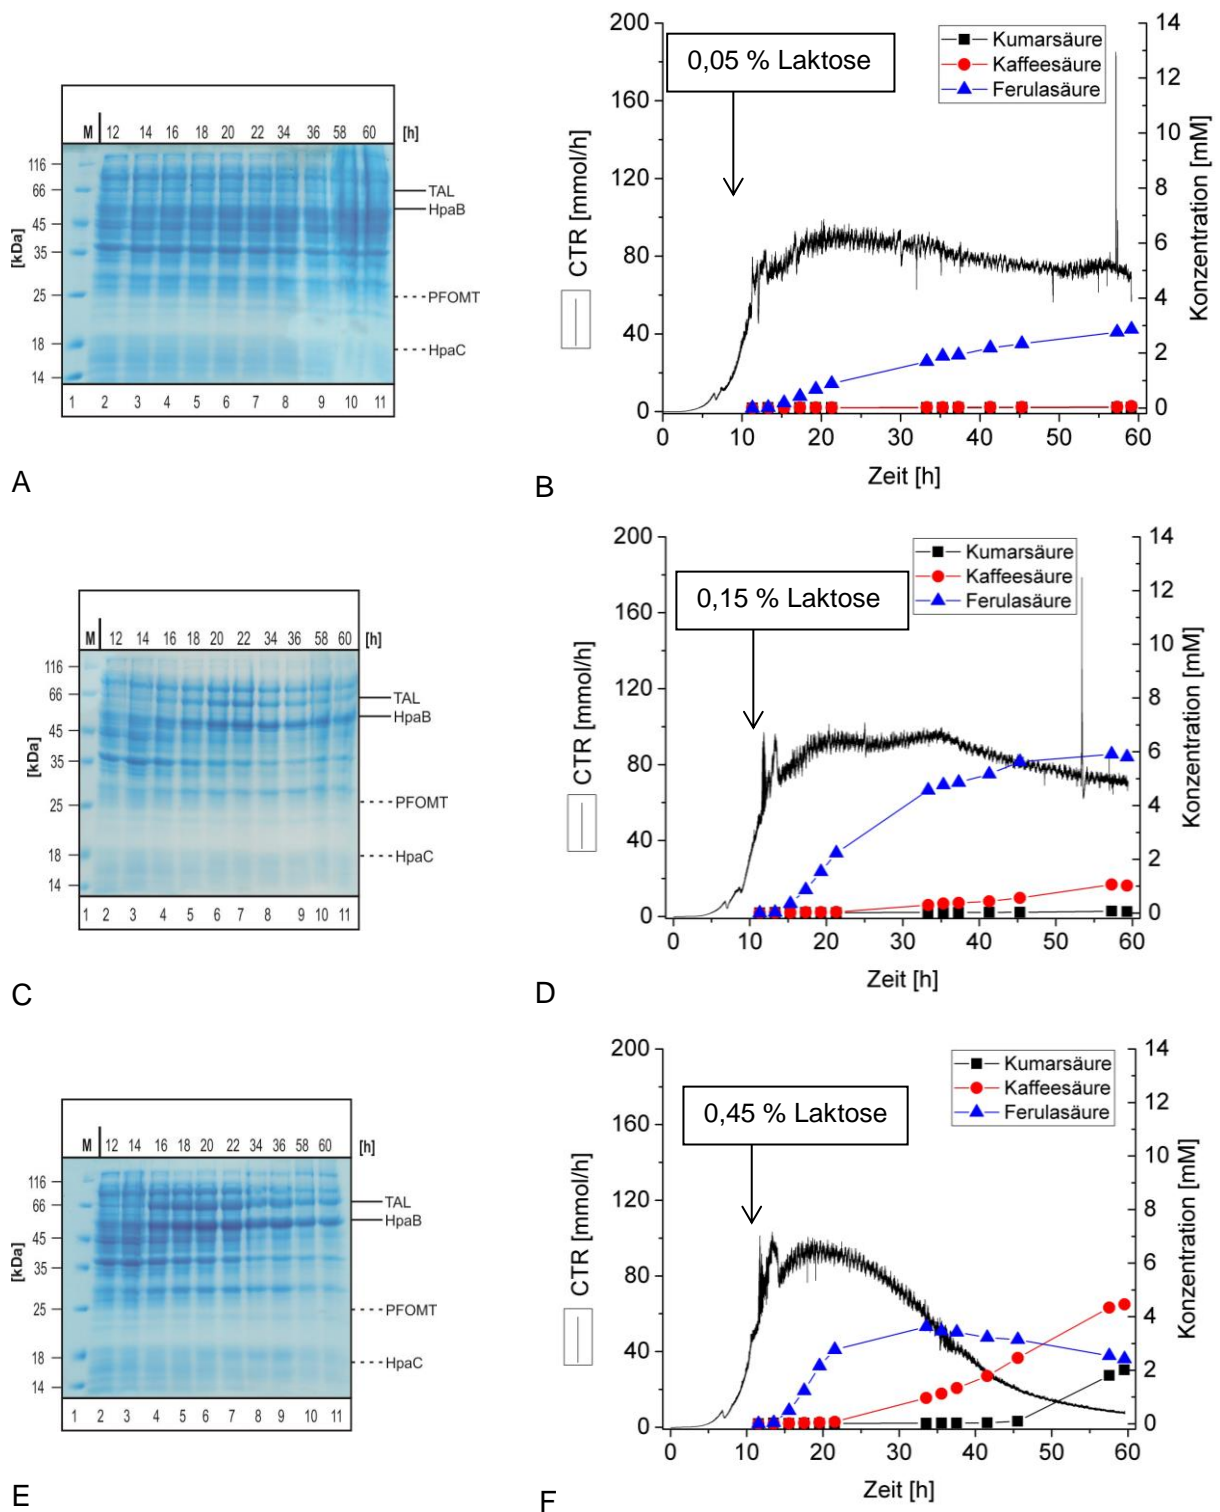 M 12 14 16 18 20 22 34 36 58 60 [h]
116
66
45
35
25
18
14
[kDa]
TAL
HpaB
PFOMT
HpaC
1 2 3 4 5 6 7 8 9 10 11
A
0,05 % Laktose
Kumarsäure
Kaffeesäure
Ferulasäure
200
160
120
80
40
0
CTR [mmol/h]
14
12
10
8
6
4
2
0
Konzentration [mM]
0 10 20 30 40 50 60
Zeit [h]
B
M 12 14 16 18 20 22 34 36 58 60 [h]
116
66
45
35
25
18
14
[kDa]
TAL
HpaB
PFOMT
HpaC
1 2 3 4 5 6 7 8 9 10 11
C
0,15 % Laktose
Kumarsäure
Kaffeesäure
Ferulasäure
200
160
120
80
40
0
CTR [mmol/h]
14
12
10
8
6
4
2
0
Konzentration [mM]
0 10 20 30 40 50 60
Zeit [h]
D
M 12 14 16 18 20 22 34 36 58 60 [h]
116
66
45
35
25
18
14
[kDa]
TAL
HpaB
PFOMT
HpaC
1 2 3 4 5 6 7 8 9 10 11
E
0,45 % Laktose
Kumarsäure
Kaffeesäure
Ferulasäure
200
160
120
80
40
0
CTR [mmol/h]
14
12
10
8
6
4
2
0
Konzentration [mM]
0 10 20 30 40 50 60
Zeit [h]
F